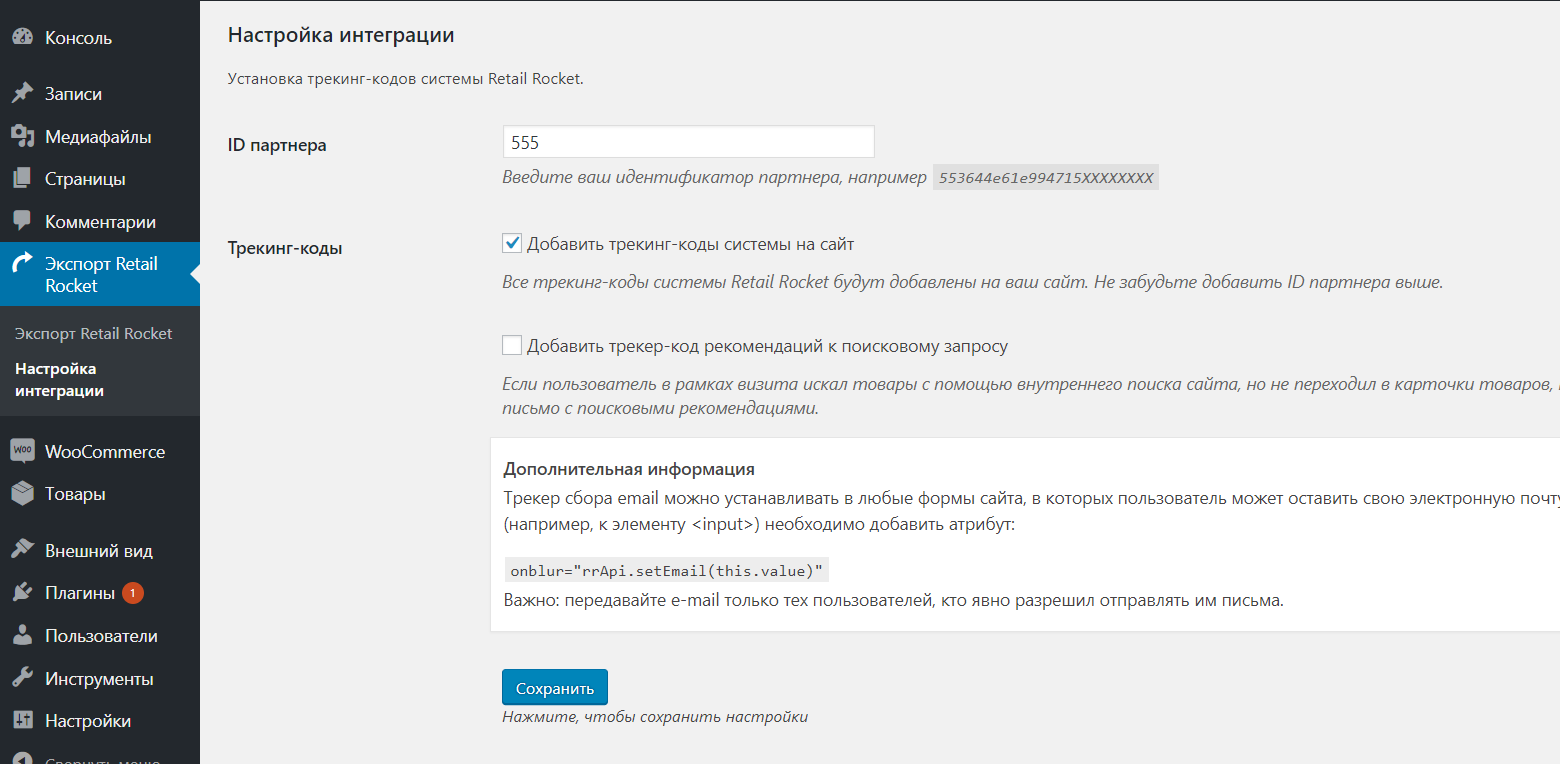 Консоль
Записи
Медиафайлы
Страницы
Комментарии
Экспорт Retail
Rocket
Экспорт Retail Rocket
Настройка
интеграции
WooCommerce
Товары
Внешний вид
Плагины 1
Пользователи
Инструменты
Настройки
Свернуть меню
Настройка интеграции
Установка трекинг-кодов системы Retail Rocket.
ID партнера
555
Введите ваш идентификатор партнера, например 553644e61e994715XXXXXXXX
Трекинг-коды
Добавить трекинг-коды системы на сайт
Все трекинг-коды системы Retail Rocket будут добавлены на ваш сайт. Не забудьте добавить ID партнера выше.
Добавить трекер-код рекомендаций к поисковому запросу
Если пользователь в рамках визита искал товары с помощью внутреннего поиска сайта, но не переходил в карточки товаров,
письмо с поисковыми рекомендациями.
Дополнительная информация
Трекер сбора email можно устанавливать в любые формы сайта, в которых пользователь может оставить свою электронную почту
(например, к элементу <input>) необходимо добавить атрибут:
onblur="rrApi.setEmail(this.value)"
Важно: передавайте e-mail только тех пользователей, кто явно разрешил отправлять им письма.
Сохранить
Нажмите, чтобы сохранить настройки